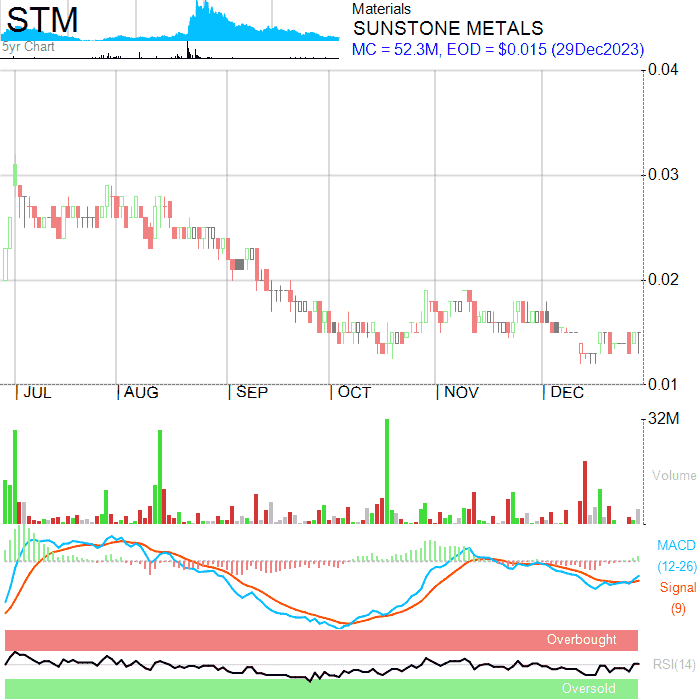 STM
5yr Chart
Materials
SUNSTONE METALS
MC = 52.3M, EOD = $0.015 (29Dec2023)
0.04
0.03
0.02
0.01
JUL
AUG
SEP
OCT
NOV
DEC
32M
Volume
MACD
(12-26)
Signal
(9)
Overbought
RSI(14)
Oversold